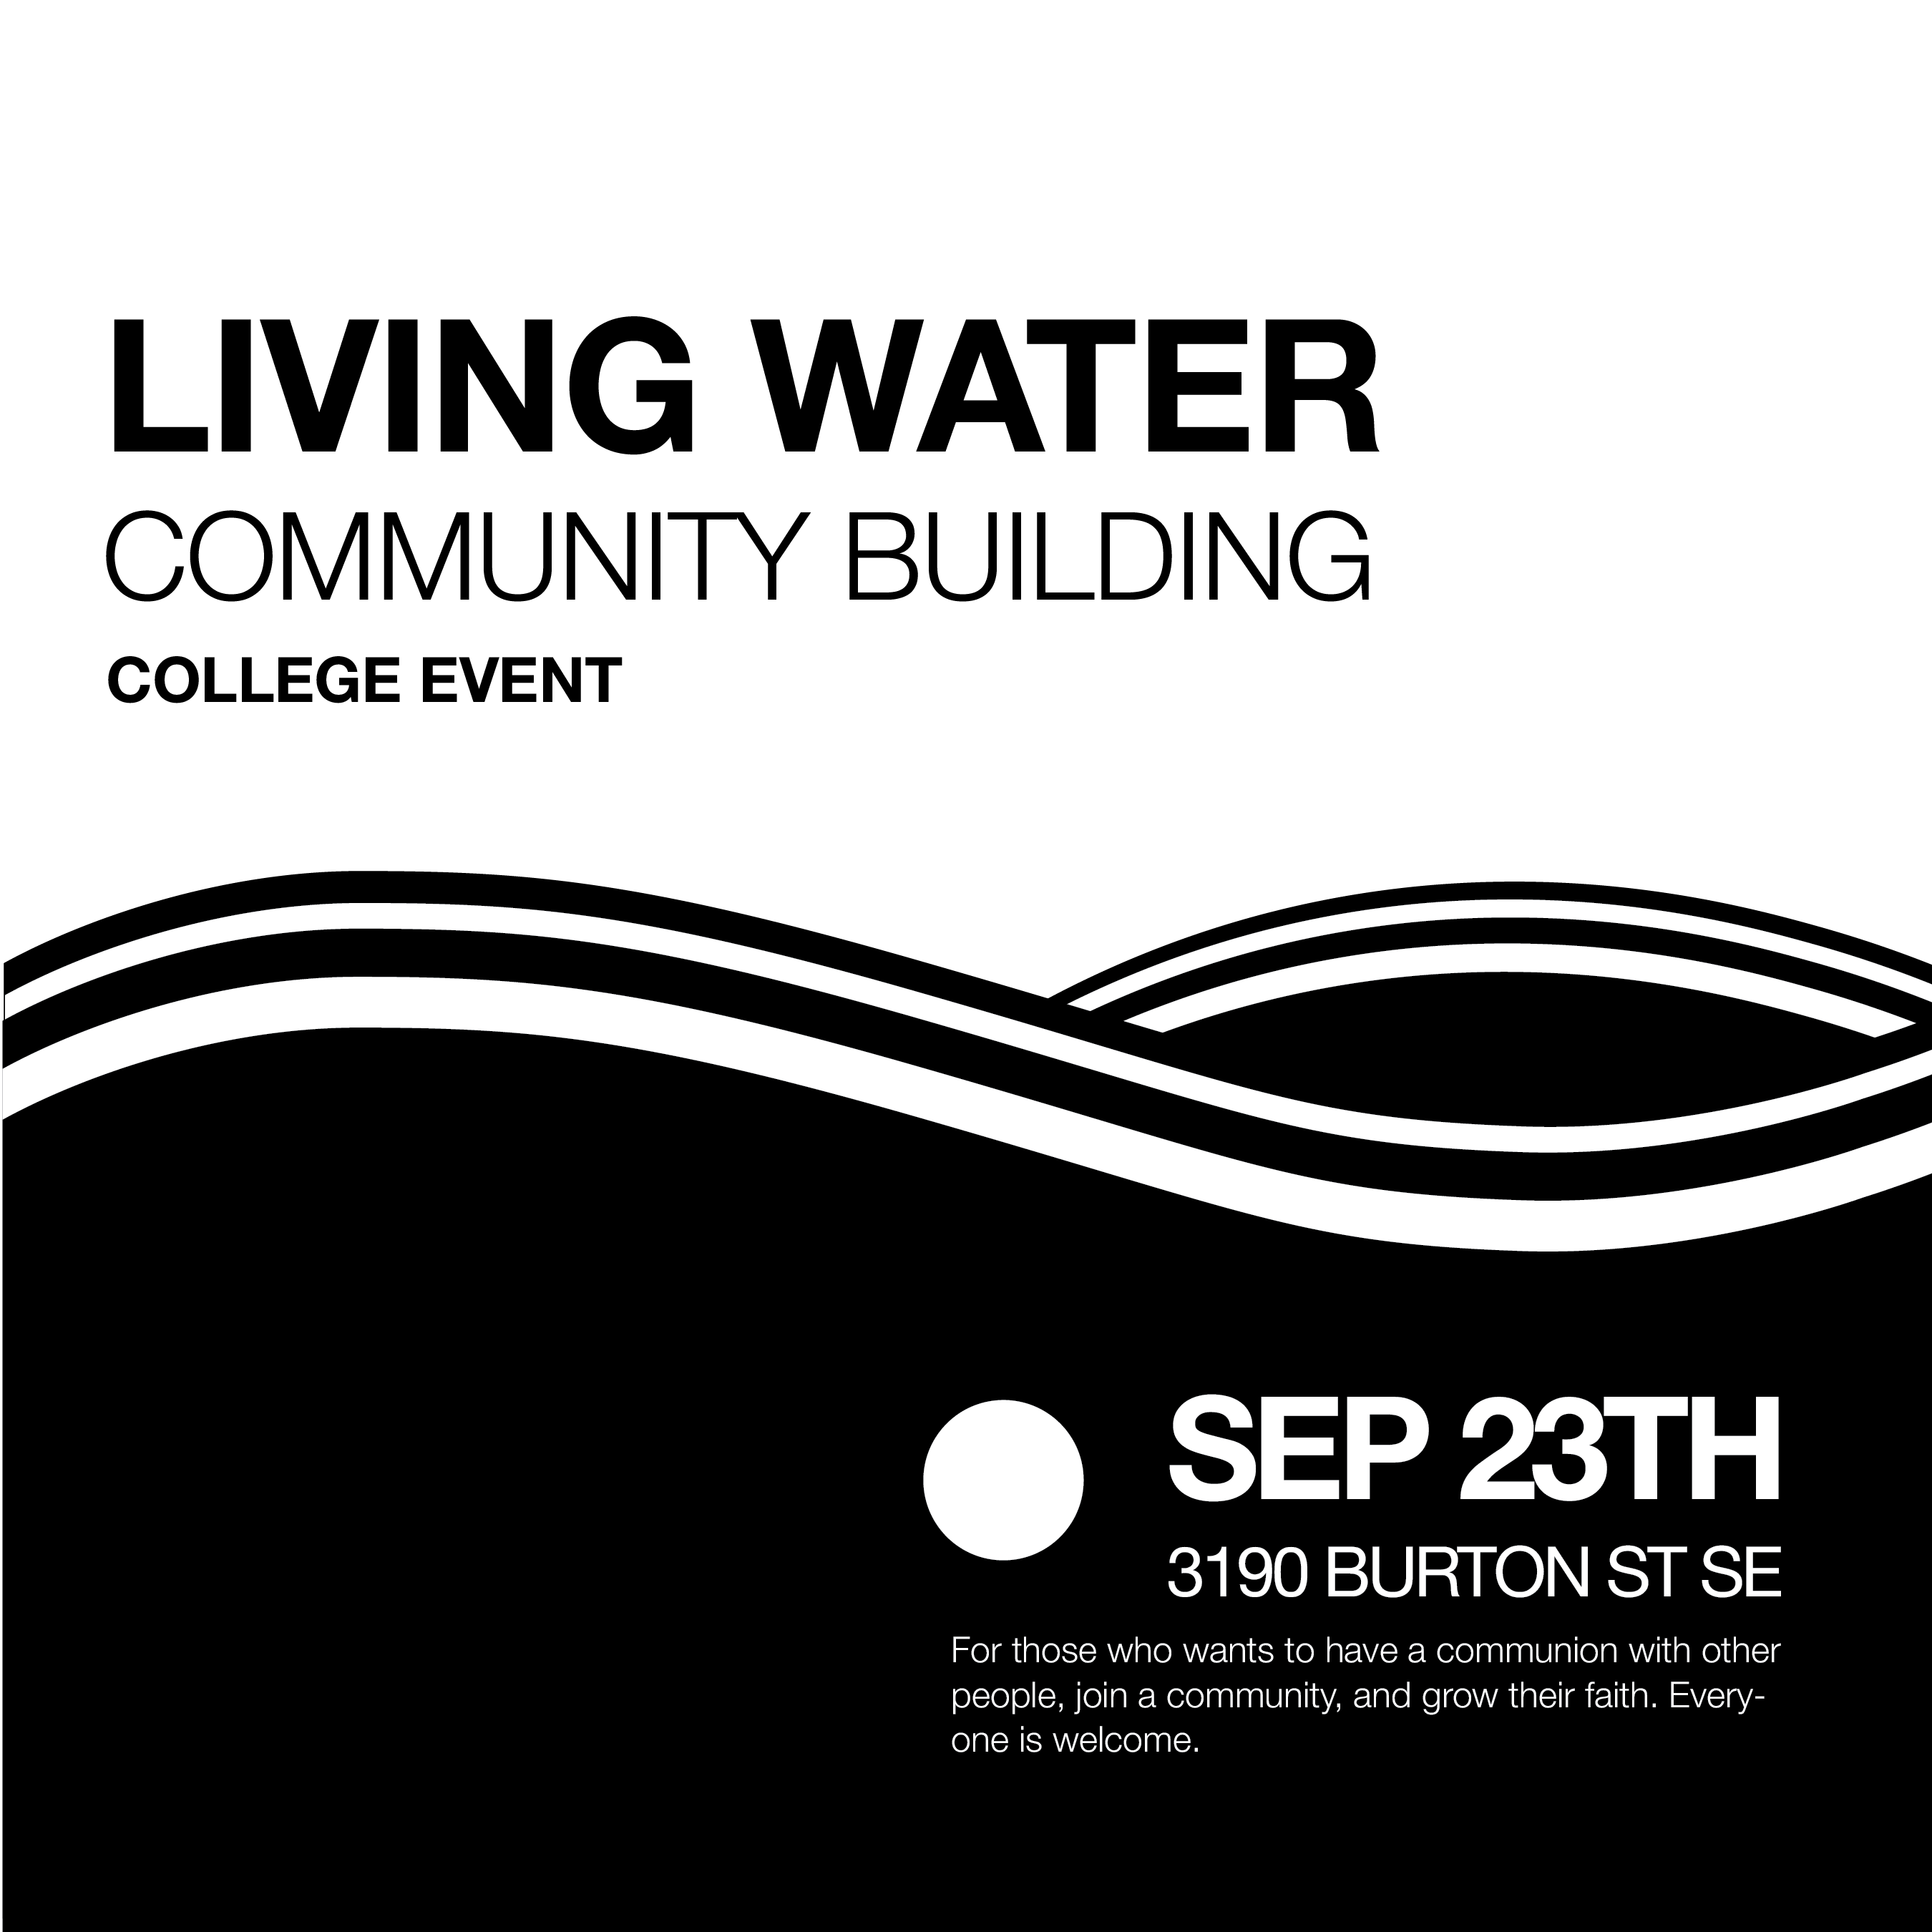 LIVING WATER
COMMUNITY BUILDING
COLLEGE EVENT
SEP 23TH
3190 BURTON ST SE
For those who wants to have a communion with other
people, join a community, and grow their faith. Every-
one is welcome.